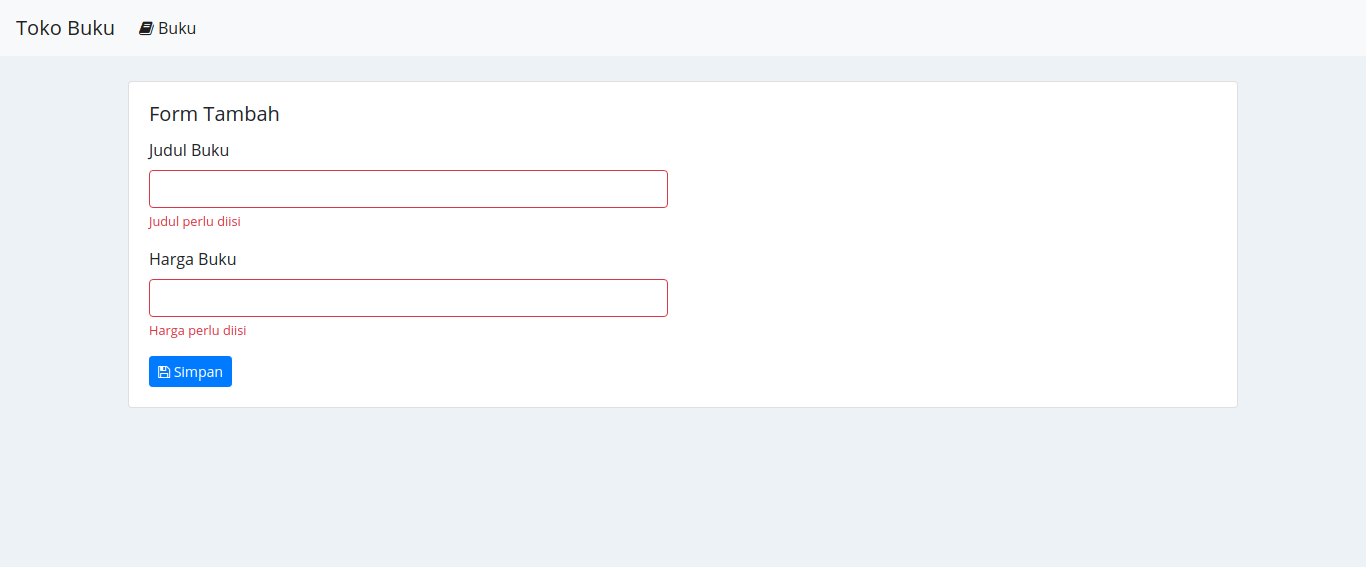 Toko Buku Buku
Form Tambah
Judul Buku
Judul perlu diisi
Harga Buku
Harga perlu diisi
Simpan